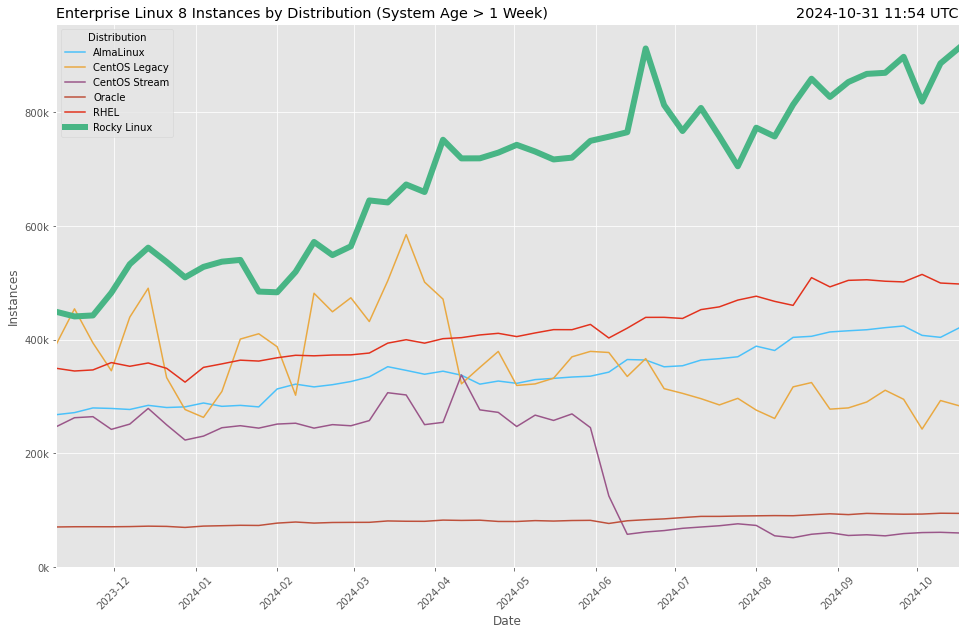 Enterprise Linux 8 Instances by Distribution (System Age > 1 Week)
2024-10-31 11:54 UTC
Distribution
AlmaLinux
CentOS Legacy
CentOS Stream
Oracle
RHEL
Rocky Linux
800k
600k
400k
200k
0k
Instances
2023-12
2024-01
2024-02
2024-03
2024-04
2024-05
2024-06
2024-07
2024-08
2024-09
2024-10
Date